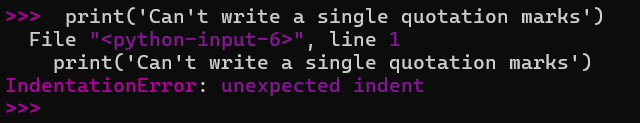 >>>  print('Can't write a single quotation marks')
  File "<python-input-6>", line 1
    print('Can't write a single quotation marks')
IndentationError: unexpected indent
>>>